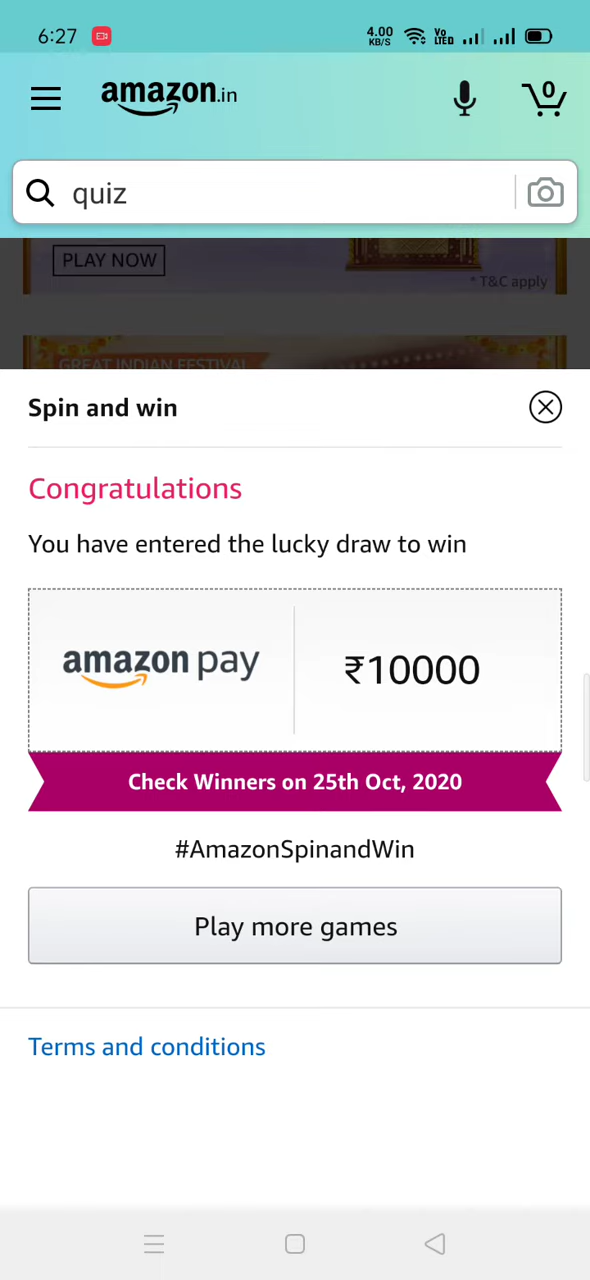 6:27
4.00
KB/S
Vo
LTED
amazon.in
0
quiz
PLAY NOW
* T&C apply
GREAT INDIAN FESTIVAL
Spin and win
Congratulations
You have entered the lucky draw to win
amazon pay
₹10000
Check Winners on 25th Oct, 2020
#AmazonSpinandWin
Play more games
Terms and conditions